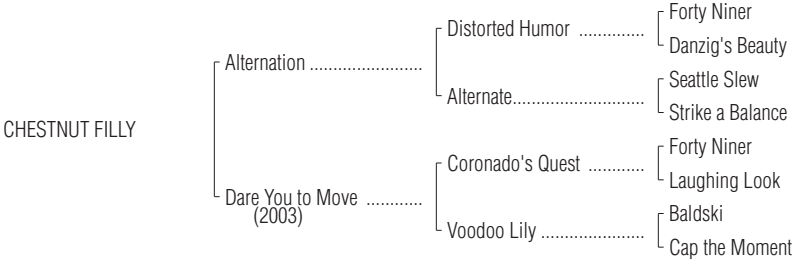 Forty Niner
Distorted Humor ..............
Danzig's Beauty
Alternation ........................
Seattle Slew
Alternate............................
Strike a Balance
CHESTNUT FILLY
Forty Niner
Coronado's Quest ............
Laughing Look
Dare You to Move ............
(2003)
Baldski
Voodoo Lily ......................
Cap the Moment